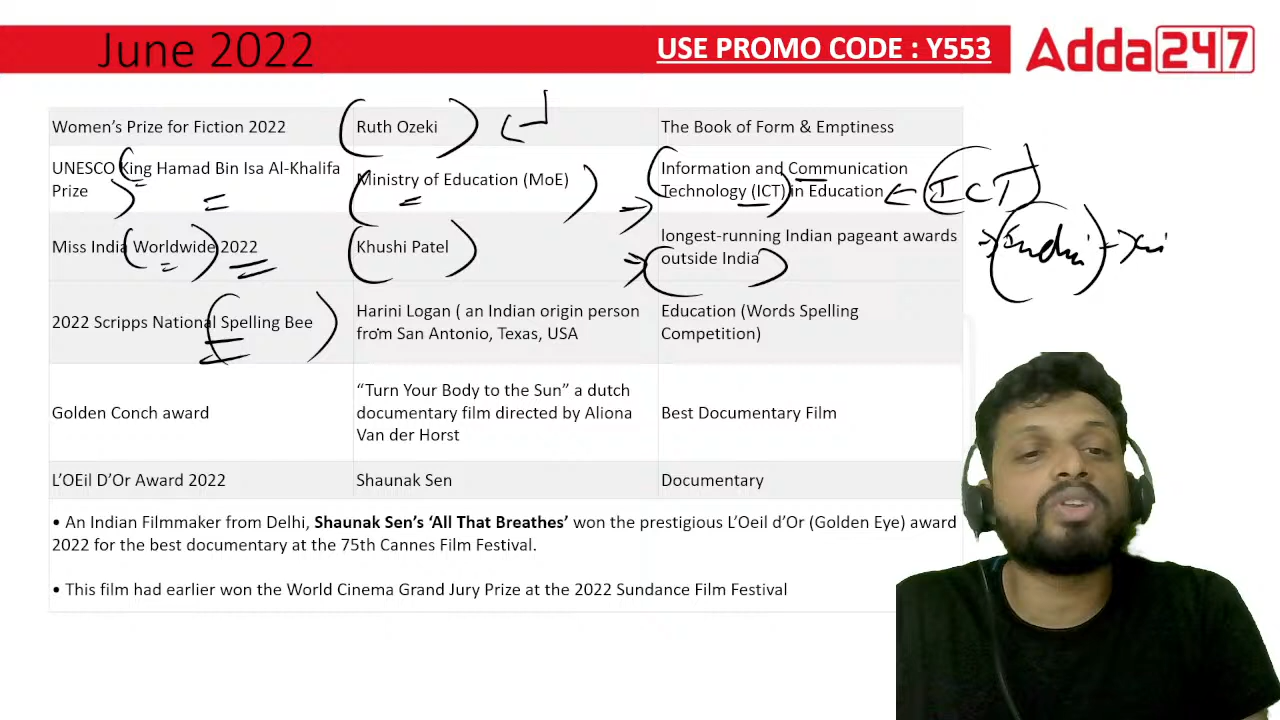 June 2022
USE PROMO CODE : Y553
Adda247
Women's Prize for Fiction 2022
Ruth Ozeki
The Book of Form & Emptiness
UNESCO King Hamad Bin Isa Al-Khalifa
Prize
Ministry of Education (MoE)
Information and Communication
Technology (ICT) in Education
ICT
Miss India Worldwide 2022
Khushi Patel
longest-running Indian pageant awards
outside India
India
2022 Scripps National Spelling Bee
Harini Logan ( an Indian origin person
from San Antonio, Texas, USA
Education (Words Spelling
Competition)
Golden Conch award
“Turn Your Body to the Sun” a dutch
documentary film directed by Aliona
Van der Horst
Best Documentary Film
L’OEil D’Or Award 2022
Shaunak Sen
Documentary
• An Indian Filmmaker from Delhi, Shaunak Sen’s ‘All That Breathes’ won the prestigious L’Oeil d’Or (Golden Eye) award
2022 for the best documentary at the 75th Cannes Film Festival.
• This film had earlier won the World Cinema Grand Jury Prize at the 2022 Sundance Film Festival